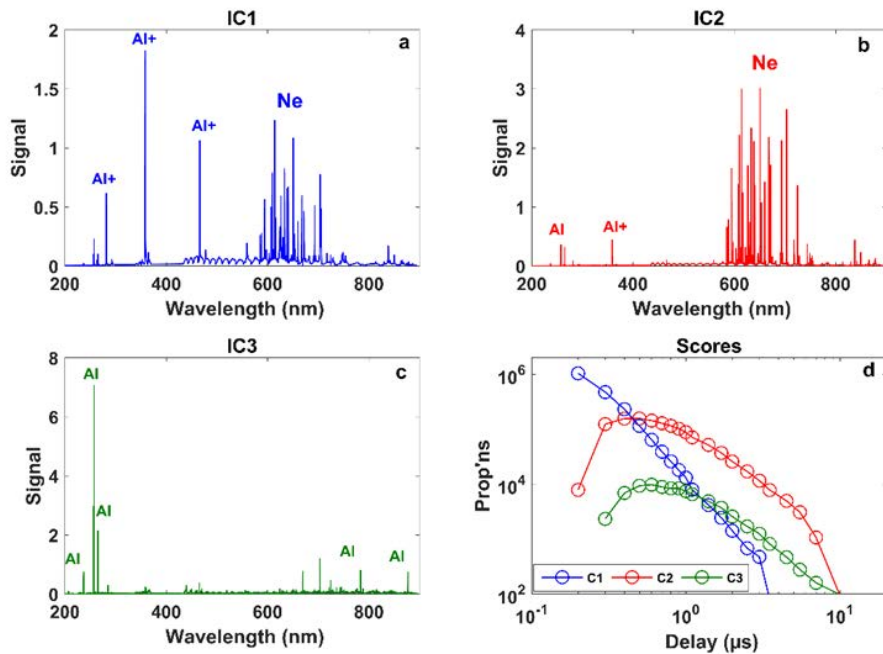 IC1
a
Al+
Al+
Al+
Ne
2
1.5
1
0.5
0
Signal
200 400 600 800
Wavelength (nm)
IC2
b
Ne
Al
Al+
4
3
2
1
0
Signal
200 400 600 800
Wavelength (nm)
IC3
c
Al
Al
Al
Al
Al
8
6
4
2
0
Signal
200 400 600 800
Wavelength (nm)
Scores
d
10^6
10^4
10^2
Prop'ns
C1 C2 C3
10^-1 10^0 10^1
Delay (µs)